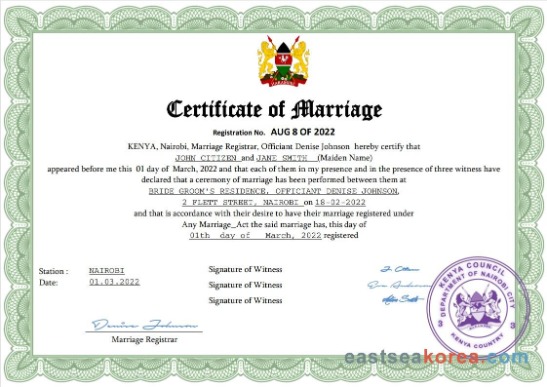 Certificate of Marriage
Registration No. AUG 8 OF 2022
KENYA, Nairobi, Marriage Registrar, Officiant Denise Johnson hereby certify that
JOHN CITIZEN and JANE SMITH (Maiden Name)
appeared before me this 01 day of March, 2022 and that each of them in my presence and in the presence of three witness have
declared that a ceremony of marriage has been performed between them at
BRIDE GROOM'S RESIDENCE, OFFICIANT DENISE JOHNSON,
2 FLETT STREET, NAIROBI on 18-02-2022
and that is accordance with their desire to have their marriage registered under
Any Marriage_Act the said marriage has, this day of
01th day of March, 2022 registered
Station : NAIROBI Signature of Witness
Date: 01.03.2022 Signature of Witness
Signature of Witness
Denise Johnson
Marriage Registrar
KENYA COUNCIL
DEPARTMENT OF NAIROBI CITY
KENYA COUNTRY
eastseakorea.com